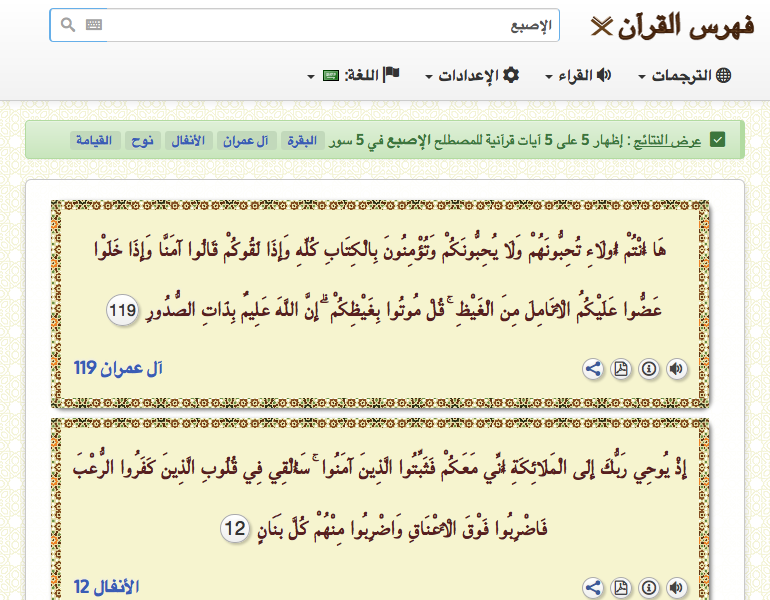 فهرس القرآن
الإصبع
الترجمات القراء الإعدادات اللغة:
عرض النتائج : إظهار 5 على 5 آيات قرآنية للمصطلح الإصبع في 5 سور البقرة آل عمران الأنفال نوح القيامة
هَا أَنْتُمْ أُولَاءِ تُحِبُّونَهُمْ وَلَا يُحِبُّونَكُمْ وَتُؤْمِنُونَ بِالْكِتَابِ كُلِّهِ وَإِذَا لَقُوكُمْ قَالُوا آمَنَّا وَإِذَا خَلَوْا
عَضُّوا عَلَيْكُمُ الْأَنَامِلَ مِنَ الْغَيْظِ ۚ قُلْ مُوتُوا بِغَيْظِكُمْ ۗ إِنَّ اللَّهَ عَلِيمٌ بِذَاتِ الصُّدُورِ 119
آل عمران 119
إِذْ يُوحِي رَبُّكَ إِلَى الْمَلَائِكَةِ أَنِّي مَعَكُمْ فَثَبِّتُوا الَّذِينَ آمَنُوا ۚ سَأُلْقِي فِي قُلُوبِ الَّذِينَ كَفَرُوا الرُّعْبَ
فَاضْرِبُوا فَوْقَ الْأَعْنَاقِ وَاضْرِبُوا مِنْهُمْ كُلَّ بَنَانٍ 12
الأنفال 12